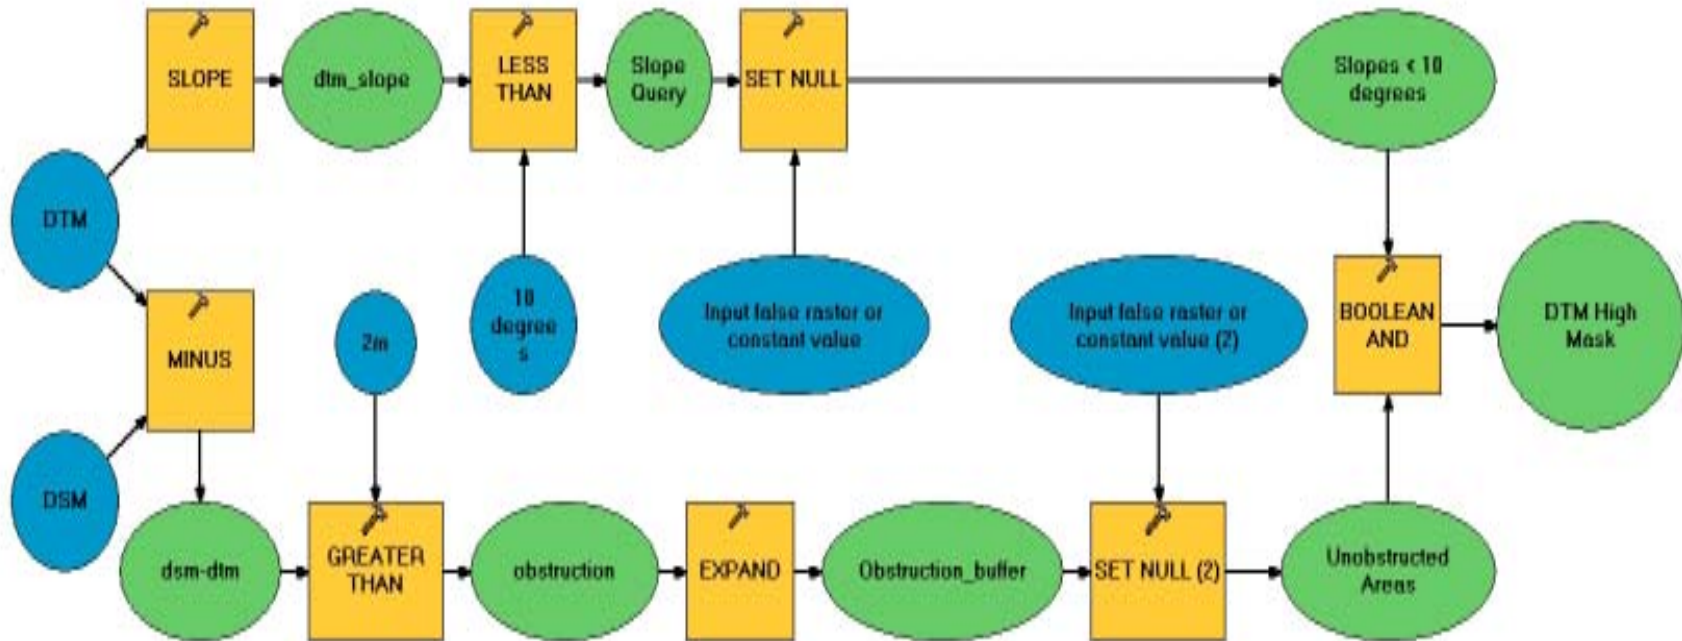 SLOPE
dtm_slope
LESS
THAN
Slope
Query
SET NULL
Slopes < 10
degrees
DTM
MINUS
2m
10
degree
s
Input false raster or
constant value
Input false raster or
constant value (2)
BOOLEAN
AND
DTM High
Mask
DSM
dsm-dtm
GREATER
THAN
obstruction
EXPAND
Obstruction_buffer
SET NULL (2)
Unobstructed
Areas